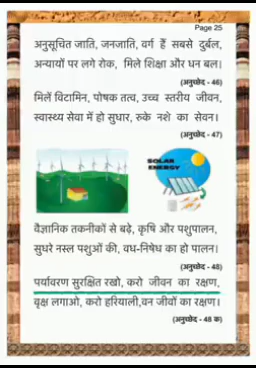 Page 25
अनुसूचित जाति, जनजाति, वर्ग हैं सबसे दुर्बल,
अन्यायों पर लगे रोक, मिले शिक्षा और धन बल।
(अनुच्छेद - 46)
मिलें विटामिन, पोषक तत्व, उच्च स्तरीय जीवन,
स्वास्थ्य सेवा में हो सुधार, रुके नशे का सेवन।
(अनुच्छेद - 47)
SOLAR
ENERGY
वैज्ञानिक तकनीकों से बढ़े, कृषि और पशुपालन,
सुधरे नस्ल पशुओं की, वध-निषेध का हो पालन।
(अनुच्छेद - 48)
पर्यावरण सुरक्षित रखो, करो जीवन का रक्षण,
वृक्ष लगाओ, करो हरियाली,वन जीवों का रक्षण।
(अनुच्छेद - 48 क)